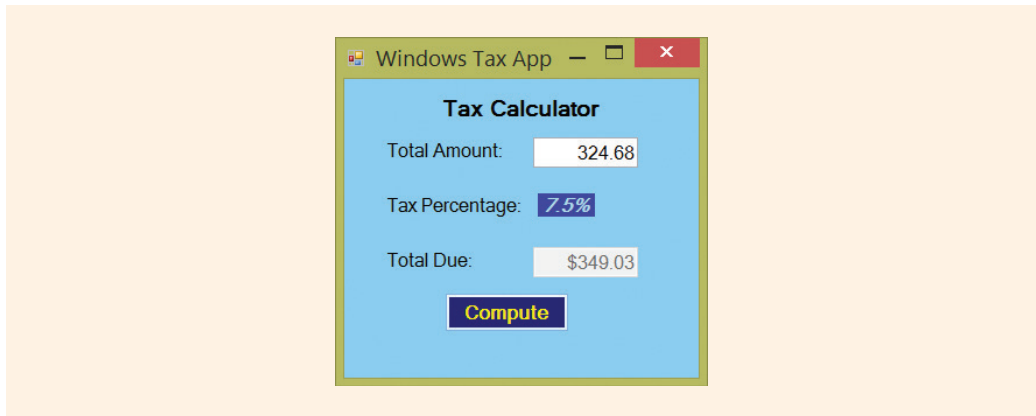 Windows Tax App
Tax Calculator
Total Amount: 324.68
Tax Percentage: 7.5%
Total Due: $349.03
Compute